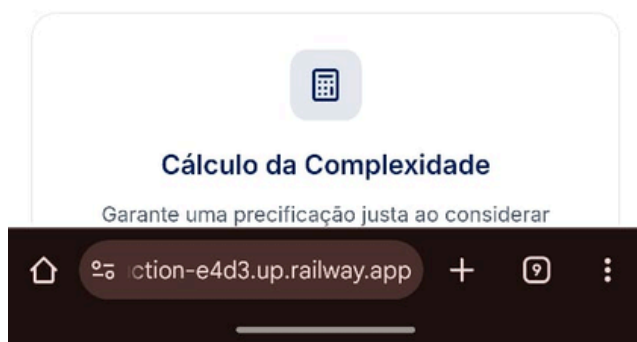 Cálculo da Complexidade
Garante uma precificação justa ao considerar
ction-e4d3.up.railway.app
9